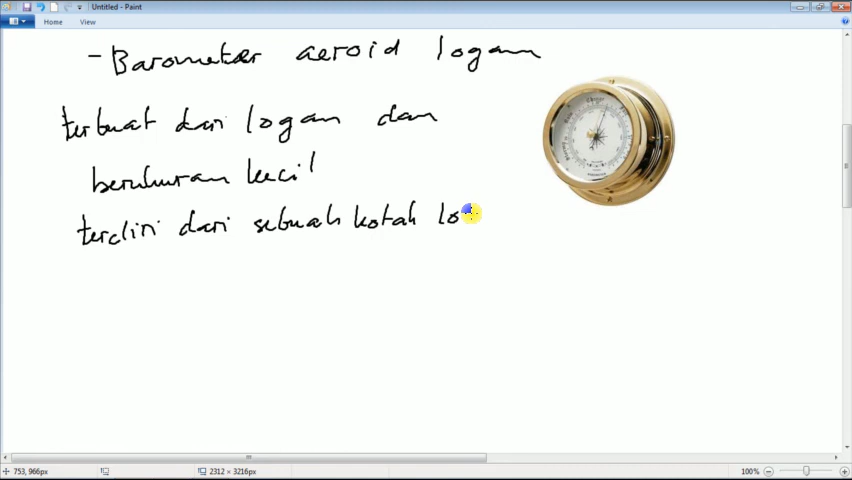 Untitled - Paint
Home View
- Barometer aeroid logam
terbuat dari logam dan
berukuran kecil
terdiri dari sebuah kotak lo
753, 966px
2312 × 3216px
100%